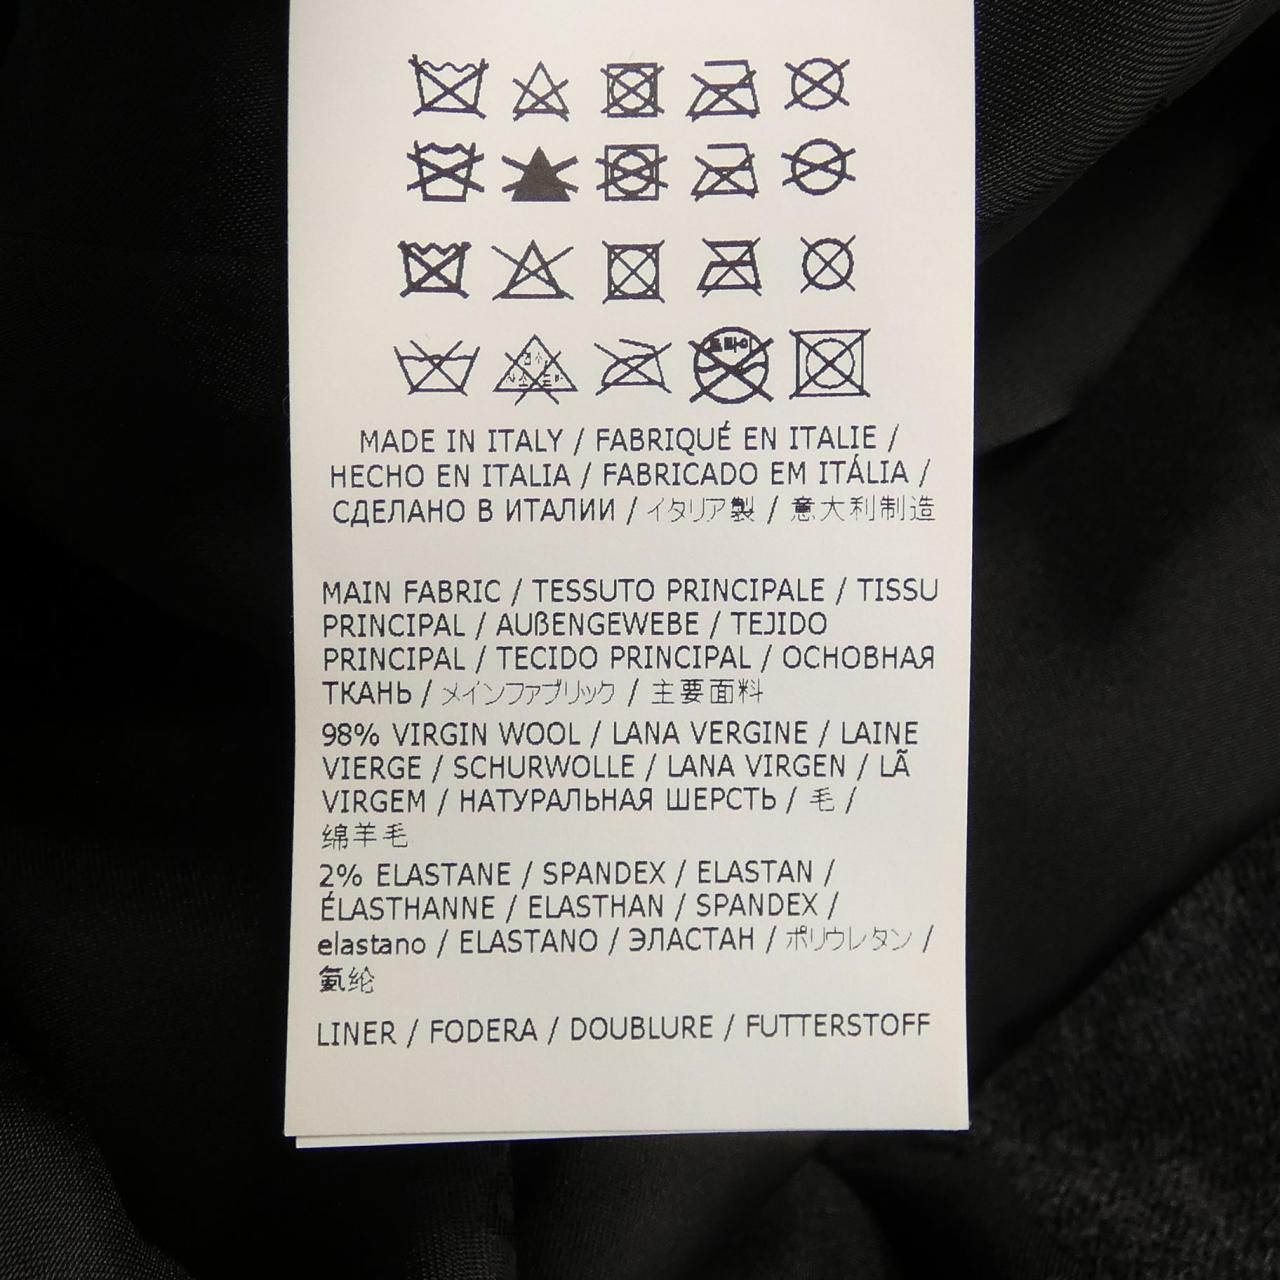 MADE IN ITALY / FABRIQUÉ EN ITALIE /
HECHO EN ITALIA / FABRICADO EM ITÁLIA /
СДЕЛАНО В ИТАЛИИ / イタリア製 / 意大利制造
MAIN FABRIC / TESSUTO PRINCIPALE / TISSU
PRINCIPAL / AUßENGEWEBE / TEJIDO
PRINCIPAL / TECIDO PRINCIPAL / ОСНОВНАЯ
ТКАНЬ / メインファブリック / 主要面料
98% VIRGIN WOOL / LANA VERGINE / LAINE
VIERGE / SCHURWOLLE / LANA VIRGEN / LÃ
VIRGEM / НАТУРАЛЬНАЯ ШЕРСТЬ / 毛 /
绵羊毛
2% ELASTANE / SPANDEX / ELASTAN /
ÉLASTHANNE / ELASTHAN / SPANDEX /
elastano / ELASTANO / ЭЛАСТАН / ポリウレタン /
氨纶
LINER / FODERA / DOUBLURE / FUTTERSTOFF